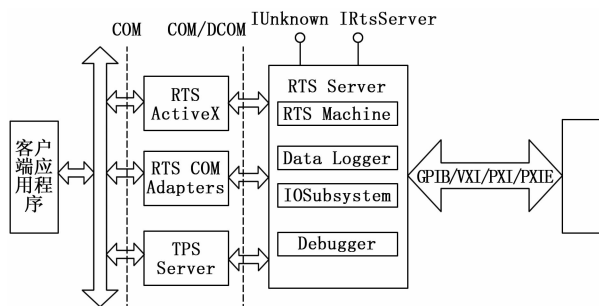 COM COM/DCOM IUnknown IRtsServer
客户
端应
用程
序
RTS
ActiveX
RTS COM
Adapters
TPS
Server
RTS Server
RTS Machine
Data Logger
IOSubsystem
Debugger
GPIB/VXI/PXI/PXIE